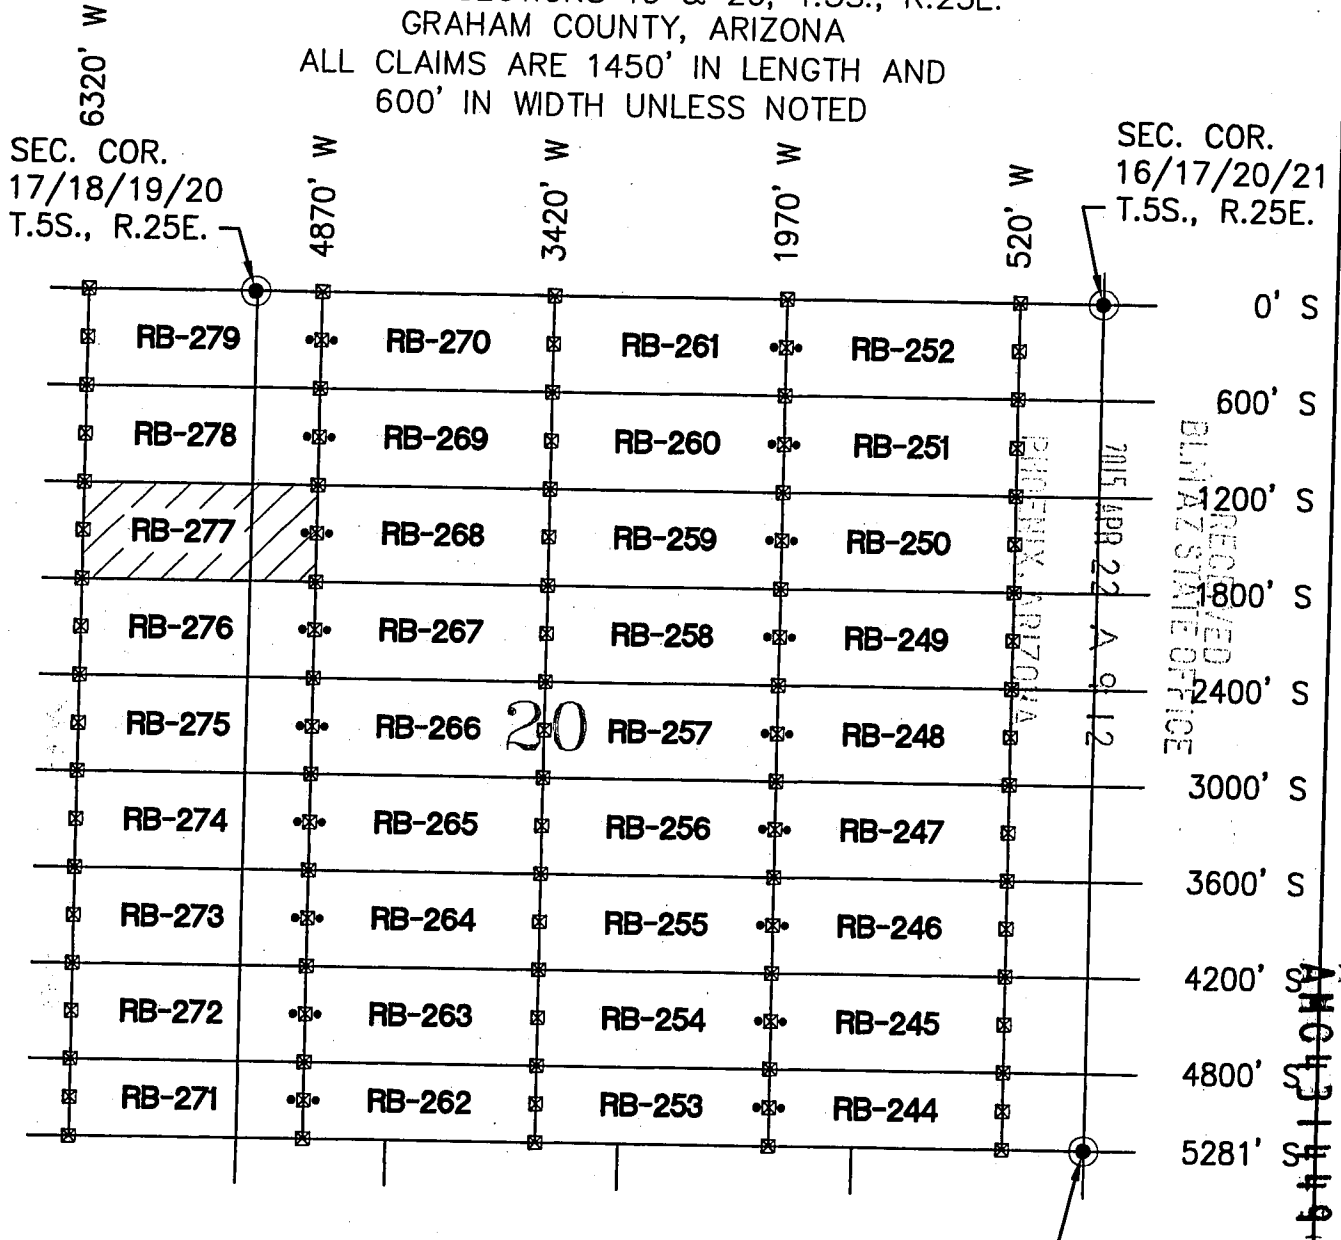 GRAHAM COUNTY, ARIZONA
ALL CLAIMS ARE 1450' IN LENGTH AND
600' IN WIDTH UNLESS NOTED
6320' W
4870' W
3420' W
1970' W
520' W
SEC. COR.
17/18/19/20
T.5S., R.25E.
SEC. COR.
16/17/20/21
T.5S., R.25E.
0' S
RB-279 RB-270 RB-261 RB-252
600' S
RB-278 RB-269 RB-260 RB-251
1200' S
RB-277 RB-268 RB-259 RB-250
1800' S
RB-276 RB-267 RB-258 RB-249
2400' S
RB-275 RB-266 20 RB-257 RB-248
3000' S
RB-274 RB-265 RB-256 RB-247
3600' S
RB-273 RB-264 RB-255 RB-246
4200' S
RB-272 RB-263 RB-254 RB-245
4800' S
RB-271 RB-262 RB-253 RB-244
5281' S
RECEIVED
BLM AZ STATE OFFICE
2015 APR 22 A 9:12
PHOENIX, ARIZONA